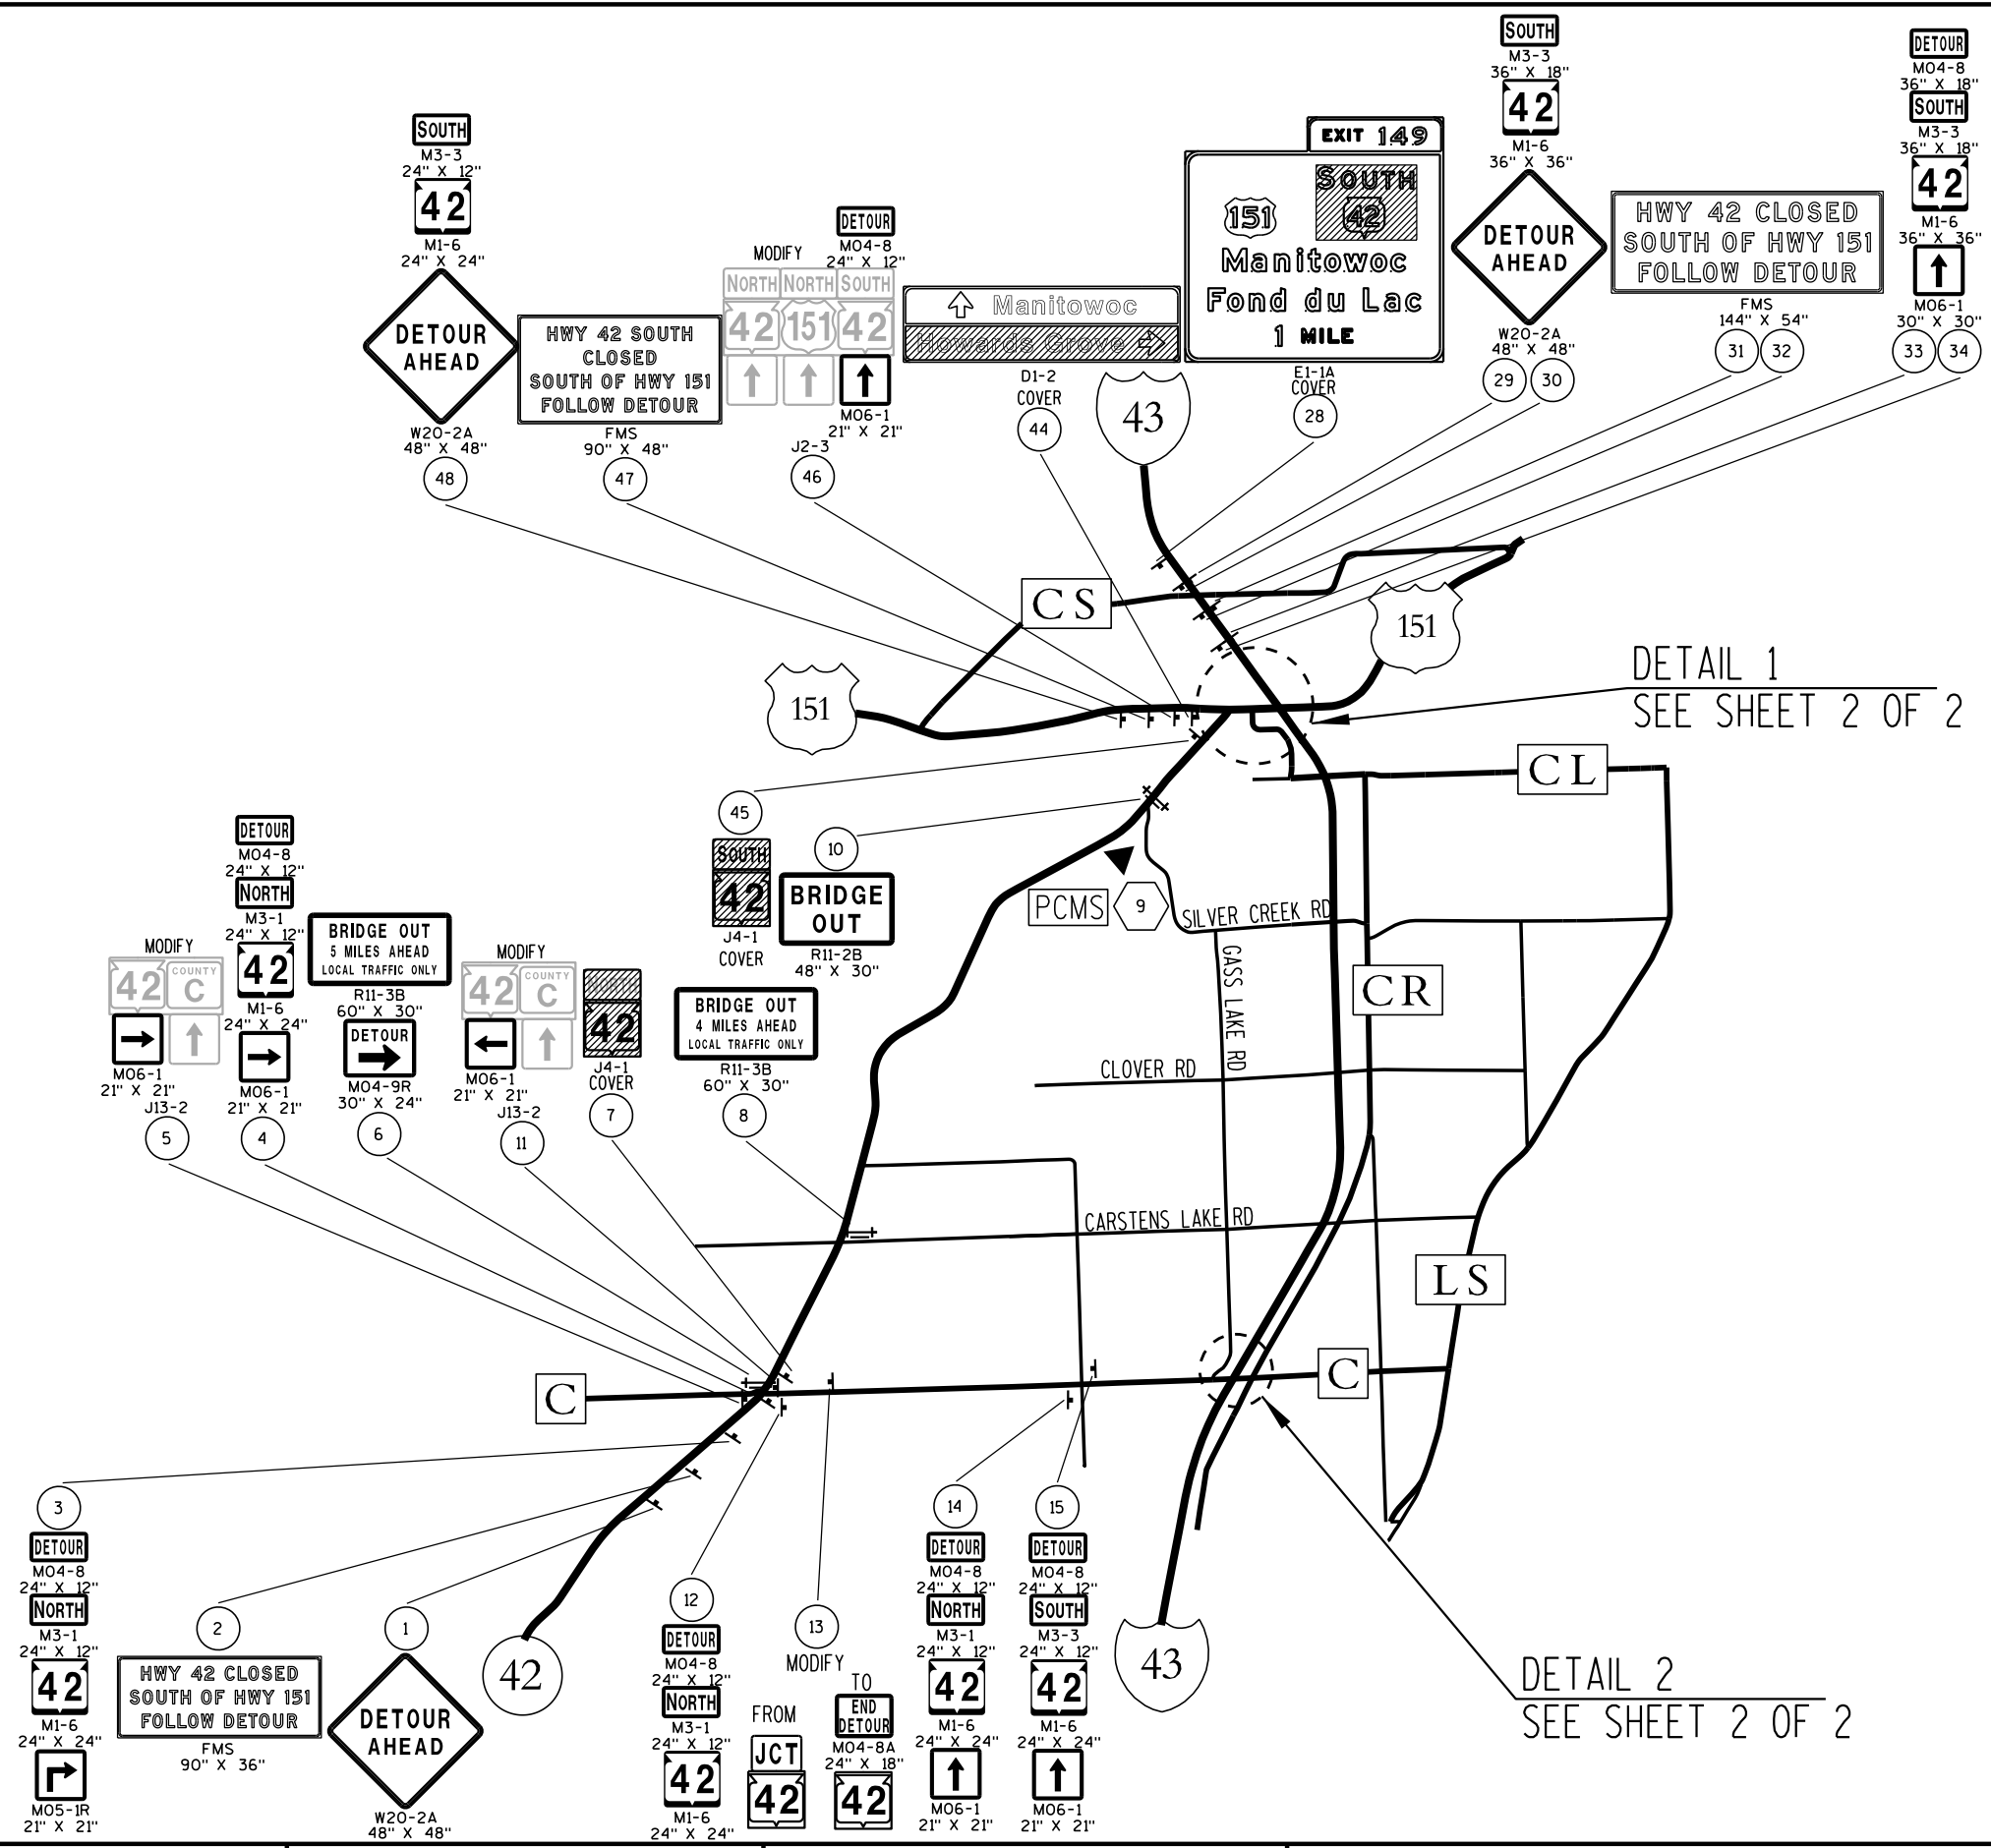 SOUTH
M3-3
24" X 12"
42
M1-6
24" X 24"
DETOUR
AHEAD
W20-2A
48" X 48"
48
HWY 42 SOUTH
CLOSED
SOUTH OF HWY 151
FOLLOW DETOUR
FMS
90" X 48"
47
MODIFY
DETOUR
MO4-8
24" X 12"
NORTH NORTH SOUTH
42 151 42
MO6-1
21" X 21"
J2-3
46
Manitowoc
Howards Grove
D1-2
COVER
44
43
EXIT 149
SOUTH
151 42
Manitowoc
Fond du Lac
1 MILE
E1-1A
COVER
28
SOUTH
M3-3
36" X 18"
42
M1-6
36" X 36"
DETOUR
AHEAD
W20-2A
48" X 48"
29 30
HWY 42 CLOSED
SOUTH OF HWY 151
FOLLOW DETOUR
FMS
144" X 54"
31 32
DETOUR
MO4-8
36" X 18"
SOUTH
M3-3
36" X 18"
42
M1-6
36" X 36"
MO6-1
30" X 30"
33 34
CS
151
151
DETAIL 1
SEE SHEET 2 OF 2
CL
45
SOUTH
42
J4-1
COVER
10
BRIDGE
OUT
R11-2B
48" X 30"
PCMS
9
SILVER CREEK RD
GASS LAKE RD
CR
CLOVER RD
CARSTENS LAKE RD
LS
MODIFY
42
COUNTY
C
MO6-1
21" X 21"
J13-2
5
DETOUR
MO4-8
24" X 12"
NORTH
M3-1
24" X 12"
42
M1-6
24" X 24"
MO6-1
21" X 21"
4
BRIDGE OUT
5 MILES AHEAD
LOCAL TRAFFIC ONLY
R11-3B
60" X 30"
DETOUR
MO4-9R
30" X 24"
6
MODIFY
42
COUNTY
C
MO6-1
21" X 21"
J13-2
11
42
J4-1
COVER
7
BRIDGE OUT
4 MILES AHEAD
LOCAL TRAFFIC ONLY
R11-3B
60" X 30"
8
C
C
3
DETOUR
MO4-8
24" X 12"
NORTH
M3-1
24" X 12"
42
M1-6
24" X 24"
MO5-1R
21" X 21"
2
HWY 42 CLOSED
SOUTH OF HWY 151
FOLLOW DETOUR
FMS
90" X 36"
1
DETOUR
AHEAD
W20-2A
48" X 48"
42
12
DETOUR
MO4-8
24" X 12"
NORTH
M3-1
24" X 12"
42
M1-6
24" X 24"
13
MODIFY
FROM
JCT
42
TO
END
DETOUR
MO4-8A
24" X 18"
42
14
DETOUR
MO4-8
24" X 12"
NORTH
M3-1
24" X 12"
42
M1-6
24" X 24"
MO6-1
21" X 21"
15
DETOUR
MO4-8
24" X 12"
SOUTH
M3-3
24" X 12"
42
M1-6
24" X 24"
MO6-1
21" X 21"
43
DETAIL 2
SEE SHEET 2 OF 2